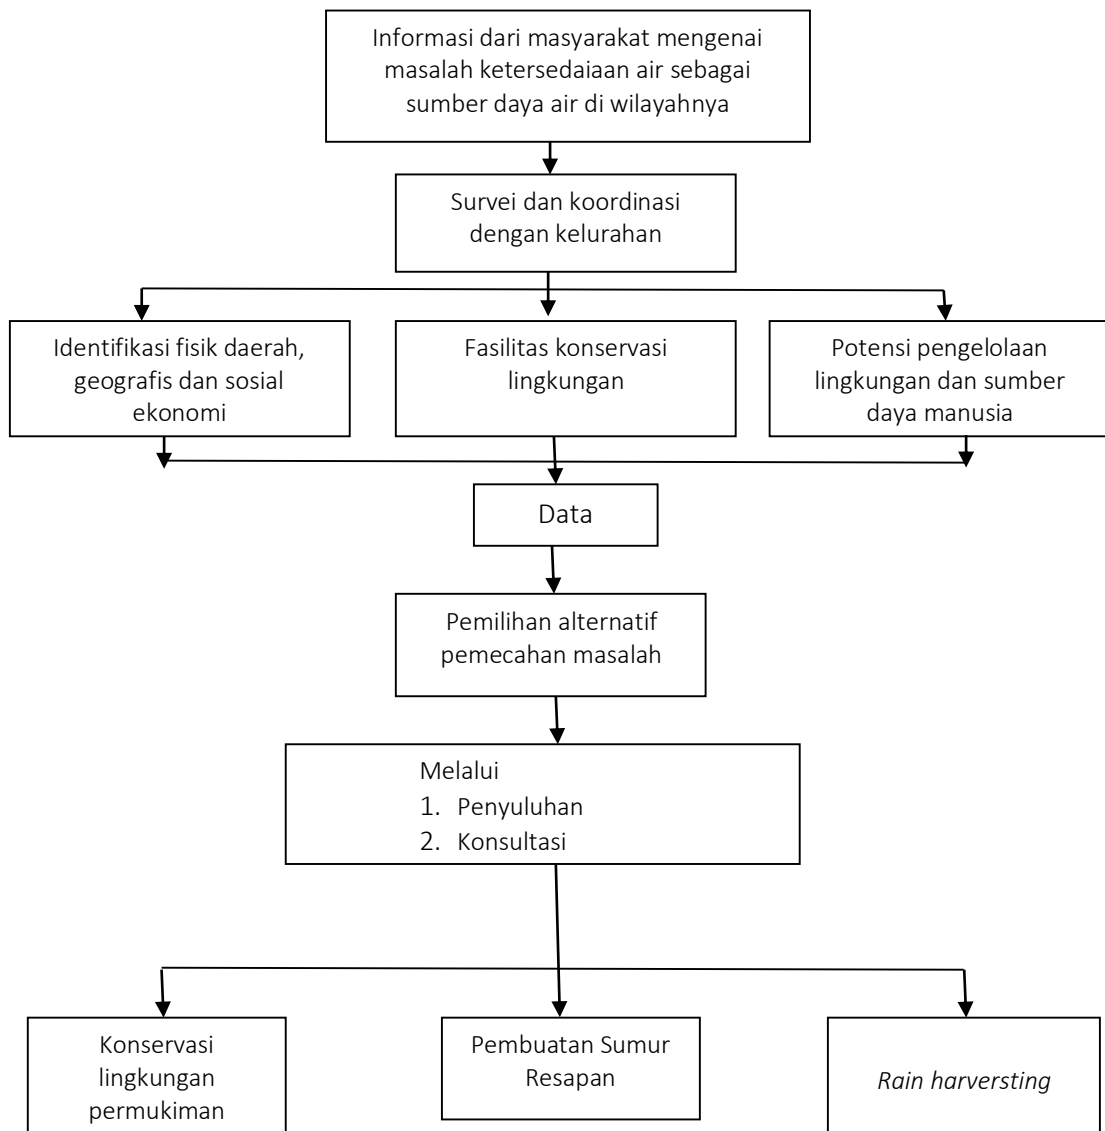 Informasi dari masyarakat mengenai
masalah ketersedaiaan air sebagai
sumber daya air di wilayahnya
Survei dan koordinasi
dengan kelurahan
Identifikasi fisik daerah,
geografis dan sosial
ekonomi
Fasilitas konservasi
lingkungan
Potensi pengelolaan
lingkungan dan sumber
daya manusia
Data
Pemilihan alternatif
pemecahan masalah
Melalui
1. Penyuluhan
2. Konsultasi
Konservasi
lingkungan
permukiman
Pembuatan Sumur
Resapan
Rain harversting